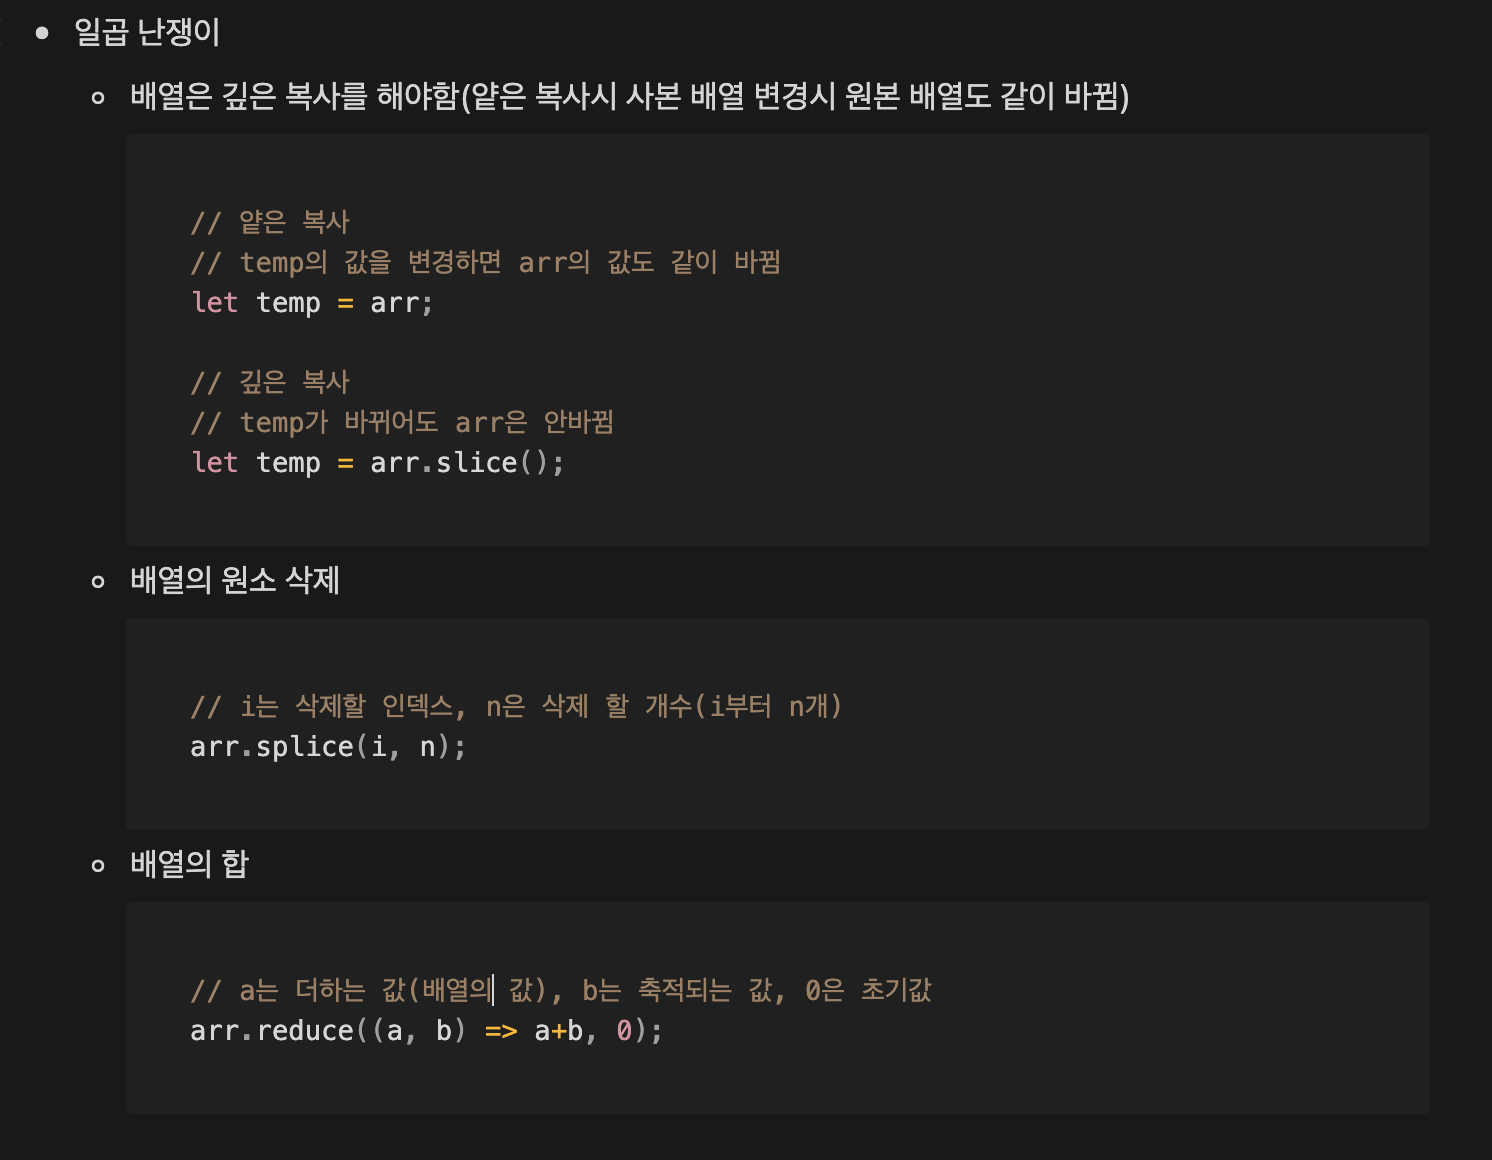 일곱 난쟁이
배열은 깊은 복사를 해야함(얕은 복사시 사본 배열 변경시 원본 배열도 같이 바뀜)
// 얕은 복사
// temp의 값을 변경하면 arr의 값도 같이 바뀜
let temp = arr;
// 깊은 복사
// temp가 바뀌어도 arr은 안바뀜
let temp = arr.slice();
배열의 원소 삭제
// i는 삭제할 인덱스, n은 삭제 할 개수(i부터 n개)
arr.splice(i, n);
배열의 합
// a는 더하는 값(배열의 값), b는 축적되는 값, 0은 초기값
arr.reduce((a, b) => a+b, 0);